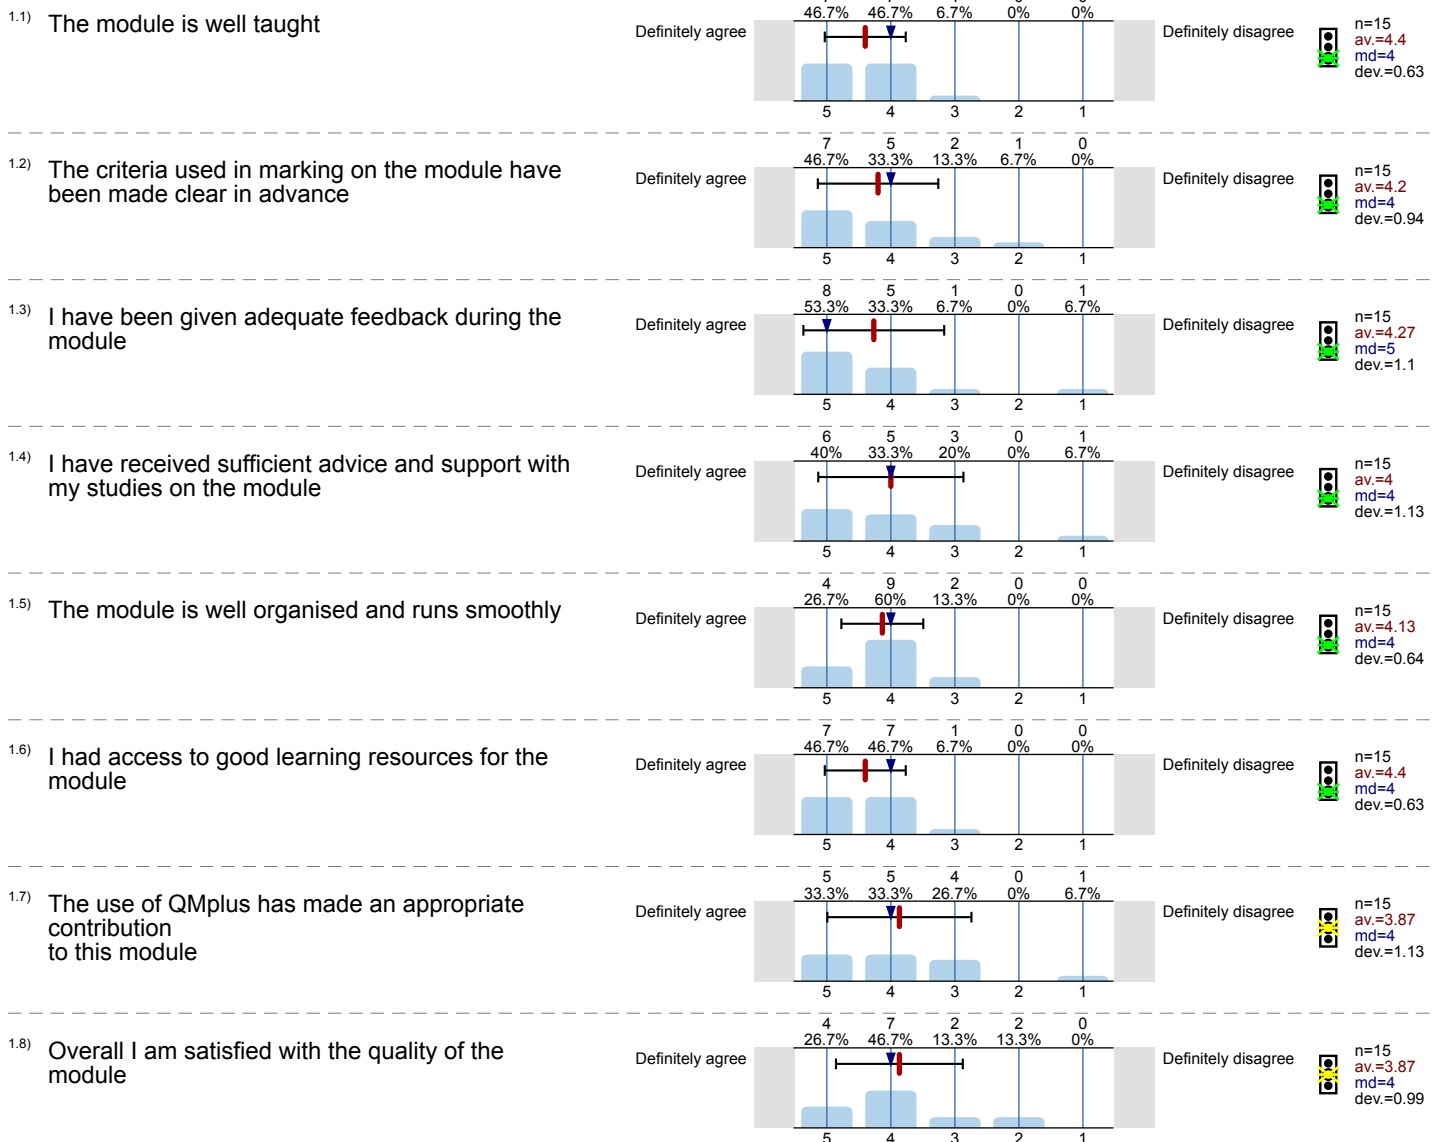 46.7% 46.7% 6.7% 0% 0%
1.1) The module is well taught
Definitely agree
Definitely disagree
n=15
av.=4.4
md=4
dev.=0.63
5 4 3 2 1
7 5 2 1 0
46.7% 33.3% 13.3% 6.7% 0%
1.2) The criteria used in marking on the module have
been made clear in advance
Definitely agree
Definitely disagree
n=15
av.=4.2
md=4
dev.=0.94
5 4 3 2 1
8 5 1 0 1
53.3% 33.3% 6.7% 0% 6.7%
1.3) I have been given adequate feedback during the
module
Definitely agree
Definitely disagree
n=15
av.=4.27
md=5
dev.=1.1
5 4 3 2 1
6 5 3 0 1
40% 33.3% 20% 0% 6.7%
1.4) I have received sufficient advice and support with
my studies on the module
Definitely agree
Definitely disagree
n=15
av.=4
md=4
dev.=1.13
5 4 3 2 1
4 9 2 0 0
26.7% 60% 13.3% 0% 0%
1.5) The module is well organised and runs smoothly
Definitely agree
Definitely disagree
n=15
av.=4.13
md=4
dev.=0.64
5 4 3 2 1
7 7 1 0 0
46.7% 46.7% 6.7% 0% 0%
1.6) I had access to good learning resources for the
module
Definitely agree
Definitely disagree
n=15
av.=4.4
md=4
dev.=0.63
5 4 3 2 1
5 5 4 0 1
33.3% 33.3% 26.7% 0% 6.7%
1.7) The use of QMplus has made an appropriate
contribution
to this module
Definitely agree
Definitely disagree
n=15
av.=3.87
md=4
dev.=1.13
5 4 3 2 1
4 7 2 2 0
26.7% 46.7% 13.3% 13.3% 0%
1.8) Overall I am satisfied with the quality of the
module
Definitely agree
Definitely disagree
n=15
av.=3.87
md=4
dev.=0.99
5 4 3 2 1